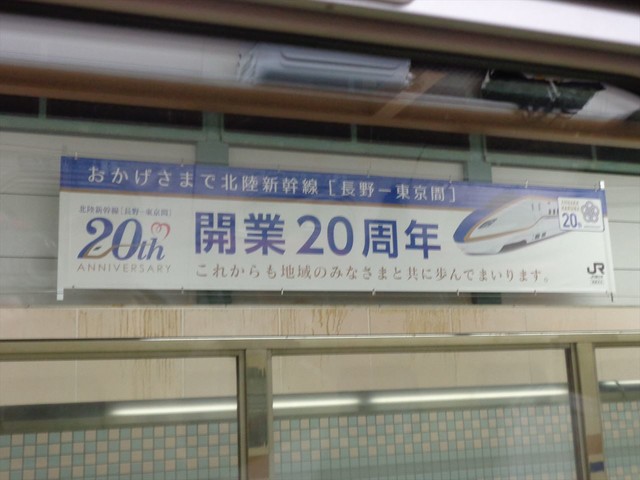 おかげさまで北陸新幹線［長野ー東京間］
北陸新幹線［長野ー東京間］
20th
ANNIVERSARY
開業20周年
これからも地域のみなさまと共に歩んでまいります。
20
JR